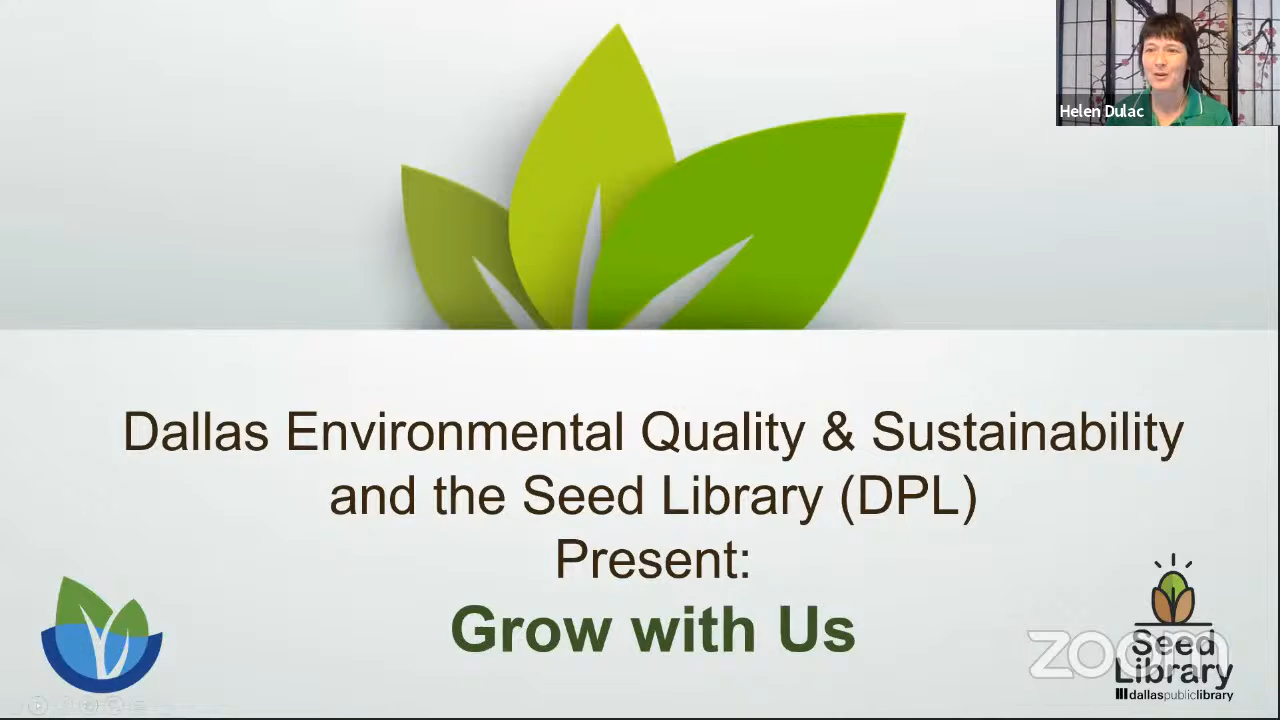 Helen Dulac
Dallas Environmental Quality & Sustainability
and the Seed Library (DPL)
Present:
Grow with Us
zoom
Seed
Library
dallaspubliclibrary